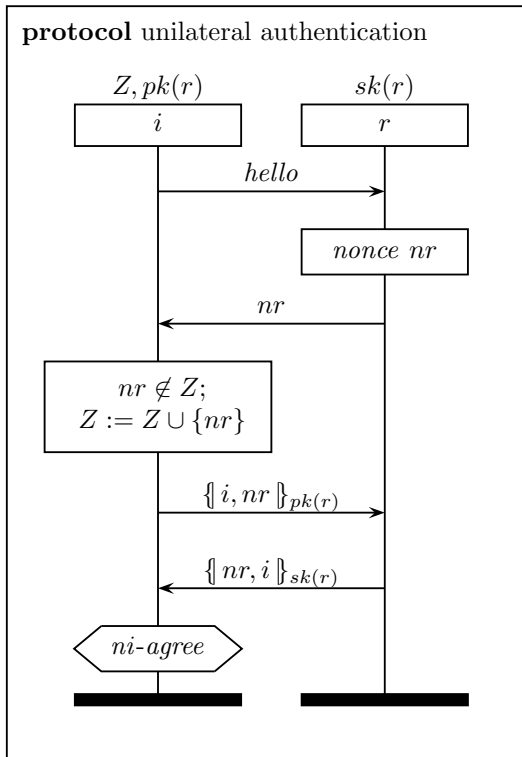 protocol unilateral authentication
Z, pk(r)
sk(r)
i
r
hello
nonce nr
nr
nr ∉ Z;
Z := Z ∪ {nr}
⦃ i, nr ⦄pk(r)
⦃ nr, i ⦄sk(r)
ni-agree